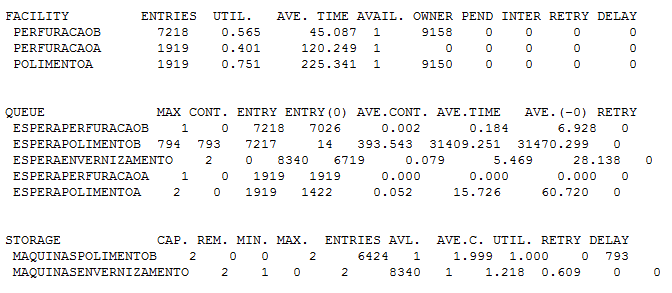 FACILITY ENTRIES UTIL. AVE. TIME AVAIL. OWNER PEND INTER RETRY DELAY
PERFURACAOB 7218 0.565 45.087 1 9158 0 0 0 0
PERFURACAOA 1919 0.401 120.249 1 0 0 0 0 0
POLIMENTOA 1919 0.751 225.341 1 9150 0 0 0 0
QUEUE MAX CONT. ENTRY ENTRY(0) AVE.CONT. AVE.TIME AVE.(-0) RETRY
ESPERAPERFURACAOB 1 0 7218 7026 0.002 0.184 6.928 0
ESPERAPOLIMENTOB 794 793 7217 14 393.543 31409.251 31470.299 0
ESPERAENVERNIZAMENTO 2 0 8340 6719 0.079 5.469 28.138 0
ESPERAPERFURACAOA 1 0 1919 1919 0.000 0.000 0.000 0
ESPERAPOLIMENTOA 2 0 1919 1422 0.052 15.726 60.720 0
STORAGE CAP. REM. MIN. MAX. ENTRIES AVL. AVE.C. UTIL. RETRY DELAY
MAQUINASPOLIMENTOB 2 0 0 2 6424 1 1.999 1.000 0 793
MAQUINASENVERNIZAMENTO 2 1 0 2 8340 1 1.218 0.609 0 0